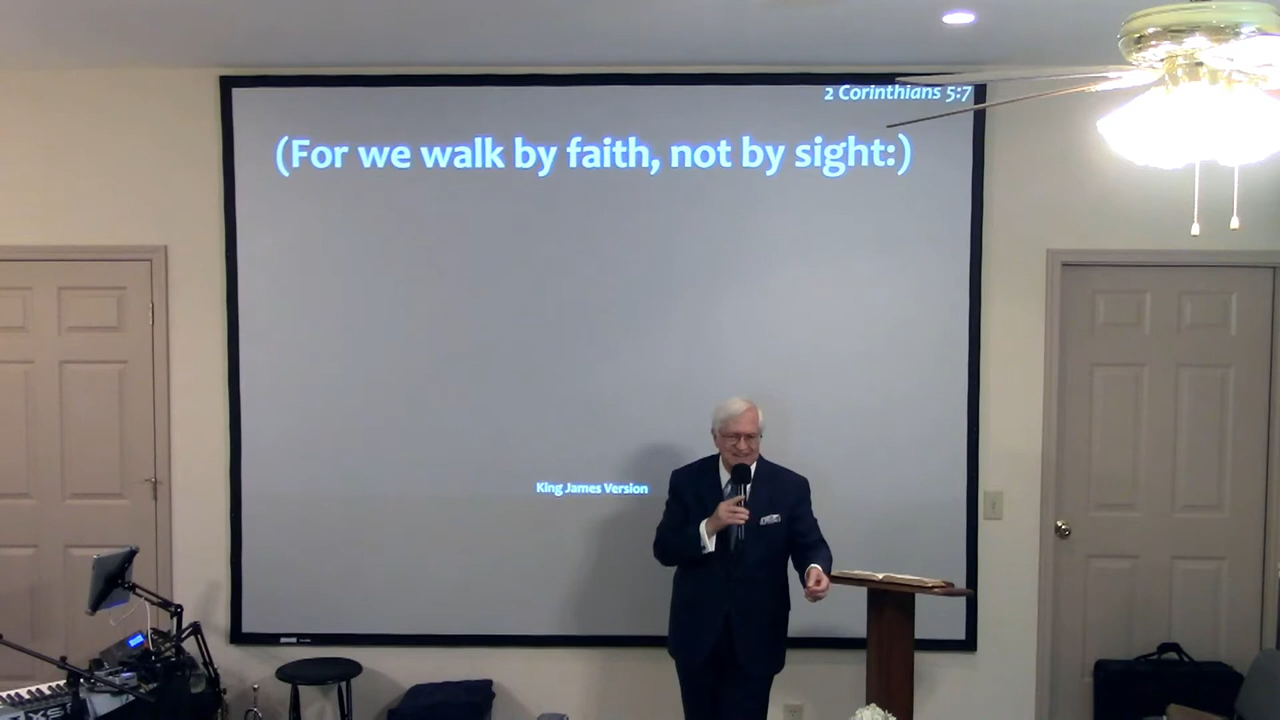 2 Corinthians 5:7
(For we walk by faith, not by sight:)
King James Version